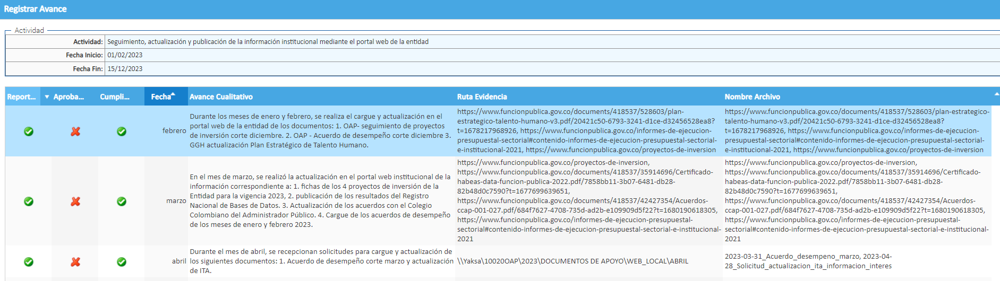 Registrar Avance
Actividad
Actividad: Seguimiento, actualización y publicación de la información institucional mediante el portal web de la entidad
Fecha Inicio: 01/02/2023
Fecha Fin: 15/12/2023
Report... Aproba... Cumpli... Fecha Avance Cualitativo Ruta Evidencia Nombre Archivo
febrero
Durante los meses de enero y febrero, se realiza el cargue y actualización en el
portal web de la entidad de los documentos: 1. OAP- seguimiento de proyectos
de inversión corte diciembre. 2. OAP - Acuerdo de desempeño corte diciembre 3.
GGH actualización Plan Estratégico de Talento Humano.
https://www.funcionpublica.gov.co/documents/418537/528603/plan-
estrategico-talento-humano-v3.pdf/20421c50-6793-3241-d1ce-d32456528ea8?
t=1678217968926, https://www.funcionpublica.gov.co/informes-de-ejecucion-
presupuestal-sectorial#contenido-informes-de-ejecucion-presupuestal-sectorial-
e-institucional-2021, https://www.funcionpublica.gov.co/proyectos-de-inversion
https://www.funcionpublica.gov.co/documents/418537/528603/plan-estrategico-
talento-humano-v3.pdf/20421c50-6793-3241-d1ce-d32456528ea8?
t=1678217968926, https://www.funcionpublica.gov.co/informes-de-ejecucion-
presupuestal-sectorial#contenido-informes-de-ejecucion-presupuestal-sectorial-
e-institucional-2021, https://www.funcionpublica.gov.co/proyectos-de-inversion
marzo
En el mes de marzo, se realizó la actualización en el portal web institucional de la
información correspondiente a: 1. fichas de los 4 proyectos de inversión de la
Entidad para la vigencia 2023, 2. publicación de los resultados del Registro
Nacional de Bases de Datos. 3. Actualización de los acuerdos con el Colegio
Colombiano del Administrador Público. 4. Cargue de los acuerdos de desempeño
de los meses de enero y febrero 2023.
https://www.funcionpublica.gov.co/proyectos-de-inversion,
https://www.funcionpublica.gov.co/documents/418537/35914696/Certificado-
habeas-data-funcion-publica-2022.pdf/7858bb11-3b07-6481-db28-
82b48d0c7590?t=1677699639651,
https://www.funcionpublica.gov.co/documents/418537/42427354/Acuerdos-
ccap-001-027.pdf/684f7627-4708-735d-ad2b-e109909d5f22?t=1680190618305,
https://www.funcionpublica.gov.co/informes-de-ejecucion-presupuestal-
sectorial#contenido-informes-de-ejecucion-presupuestal-sectorial-e-institucional-
2021
https://www.funcionpublica.gov.co/proyectos-de-inversion,
https://www.funcionpublica.gov.co/documents/418537/35914696/Certificado-
habeas-data-funcion-publica-2022.pdf/7858bb11-3b07-6481-db28-
82b48d0c7590?t=1677699639651,
https://www.funcionpublica.gov.co/documents/418537/42427354/Acuerdos-
ccap-001-027.pdf/684f7627-4708-735d-ad2b-e109909d5f22?t=1680190618305,
https://www.funcionpublica.gov.co/informes-de-ejecucion-presupuestal-
sectorial#contenido-informes-de-ejecucion-presupuestal-sectorial-e-institucional-
2021
abril
Durante el mes de abril, se recepcionan solicitudes para cargue y actualización de
los siguientes documentos: 1. Acuerdo de desempeño corte marzo y actualización
de ITA.
\\Yaksa\10020OAP\2023\DOCUMENTOS DE APOYO\WEB_LOCAL\ABRIL
2023-03-31_Acuerdo_desempeno_marzo, 2023-04-
28_Solicitud_actualizacion_ita_informacion_interes